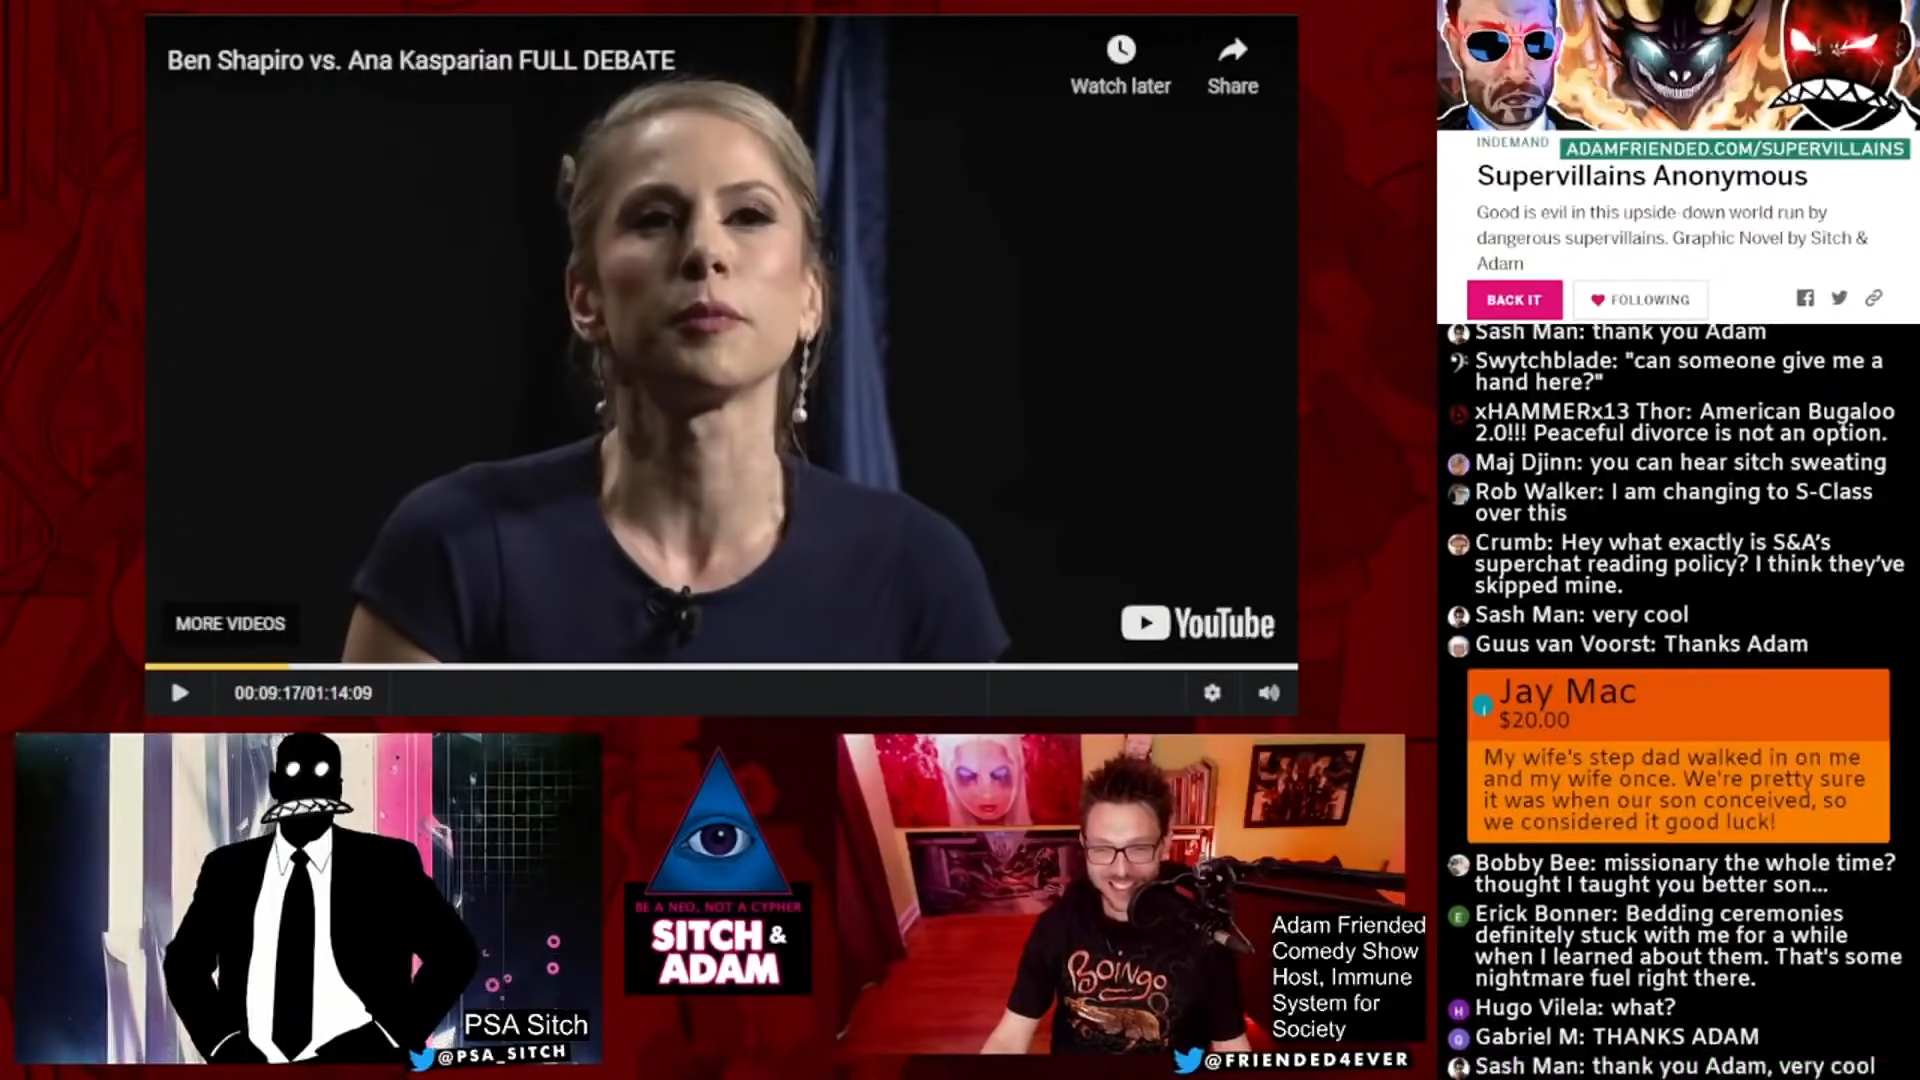 Ben Shapiro vs. Ana Kasparian FULL DEBATE
Watch later
Share
MORE VIDEOS
YouTube
00:09:17/01:14:09
PSA Sitch
@PSA_SITCH
BE A NEO, NOT A CYPHER
SITCH &
ADAM
Boingo
Adam Friended
Comedy Show
Host, Immune
System for
Society
@FRIENDED4EVER
INDEMAND
ADAMFRIENDED.COM/SUPERVILLAINS
Supervillains Anonymous
Good is evil in this upside-down world run by
dangerous supervillains. Graphic Novel by Sitch &
Adam
BACK IT
FOLLOWING
Sash Man: thank you Adam
Swytchblade: "can someone give me a
hand here?"
xHAMMERx13 Thor: American Bugaloo
2.0!!! Peaceful divorce is not an option.
Maj Djinn: you can hear sitch sweating
Rob Walker: I am changing to S-Class
over this
Crumb: Hey what exactly is S&A's
superchat reading policy? I think they've
skipped mine.
Sash Man: very cool
Guus van Voorst: Thanks Adam
Jay Mac
$20.00
My wife's step dad walked in on me
and my wife once. We're pretty sure
it was when our son conceived, so
we considered it good luck!
Bobby Bee: missionary the whole time?
thought I taught you better son...
Erick Bonner: Bedding ceremonies
definitely stuck with me for a while
when I learned about them. That's some
nightmare fuel right there.
Hugo Vilela: what?
Gabriel M: THANKS ADAM
Sash Man: thank you Adam, very cool